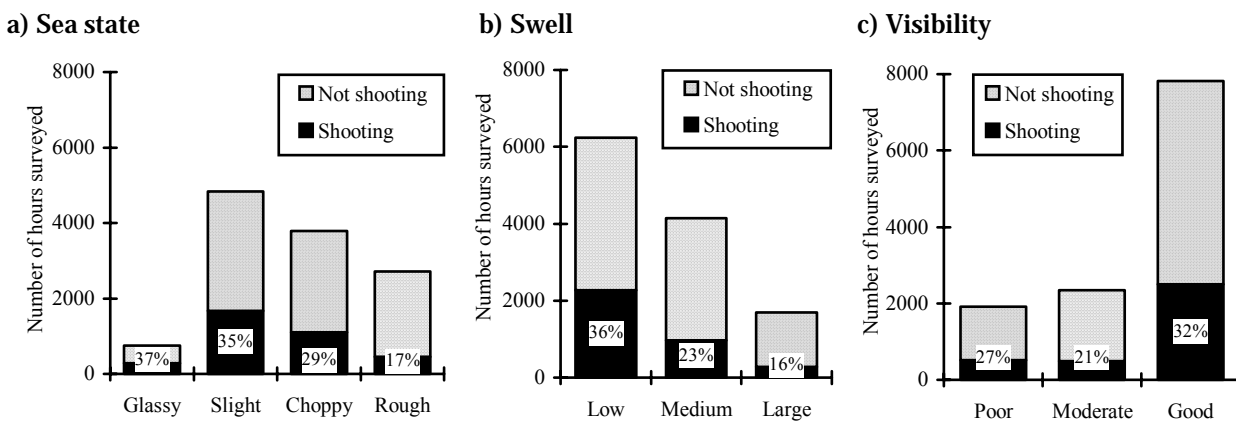 a) Sea state
8000
6000
4000
2000
0
Number of hours surveyed
Not shooting
Shooting
37%
35%
29%
17%
Glassy Slight Choppy Rough
b) Swell
8000
6000
4000
2000
0
Number of hours surveyed
Not shooting
Shooting
36%
23%
16%
Low Medium Large
c) Visibility
8000
6000
4000
2000
0
Number of hours surveyed
Not shooting
Shooting
27%
21%
32%
Poor Moderate Good